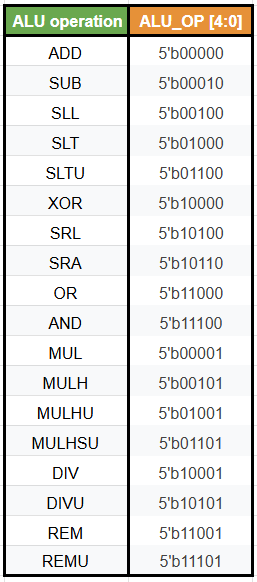 ALU operation ALU_OP [4:0]
ADD 5'b00000
SUB 5'b00010
SLL 5'b00100
SLT 5'b01000
SLTU 5'b01100
XOR 5'b10000
SRL 5'b10100
SRA 5'b10110
OR 5'b11000
AND 5'b11100
MUL 5'b00001
MULH 5'b00101
MULHU 5'b01001
MULHSU 5'b01101
DIV 5'b10001
DIVU 5'b10101
REM 5'b11001
REMU 5'b11101